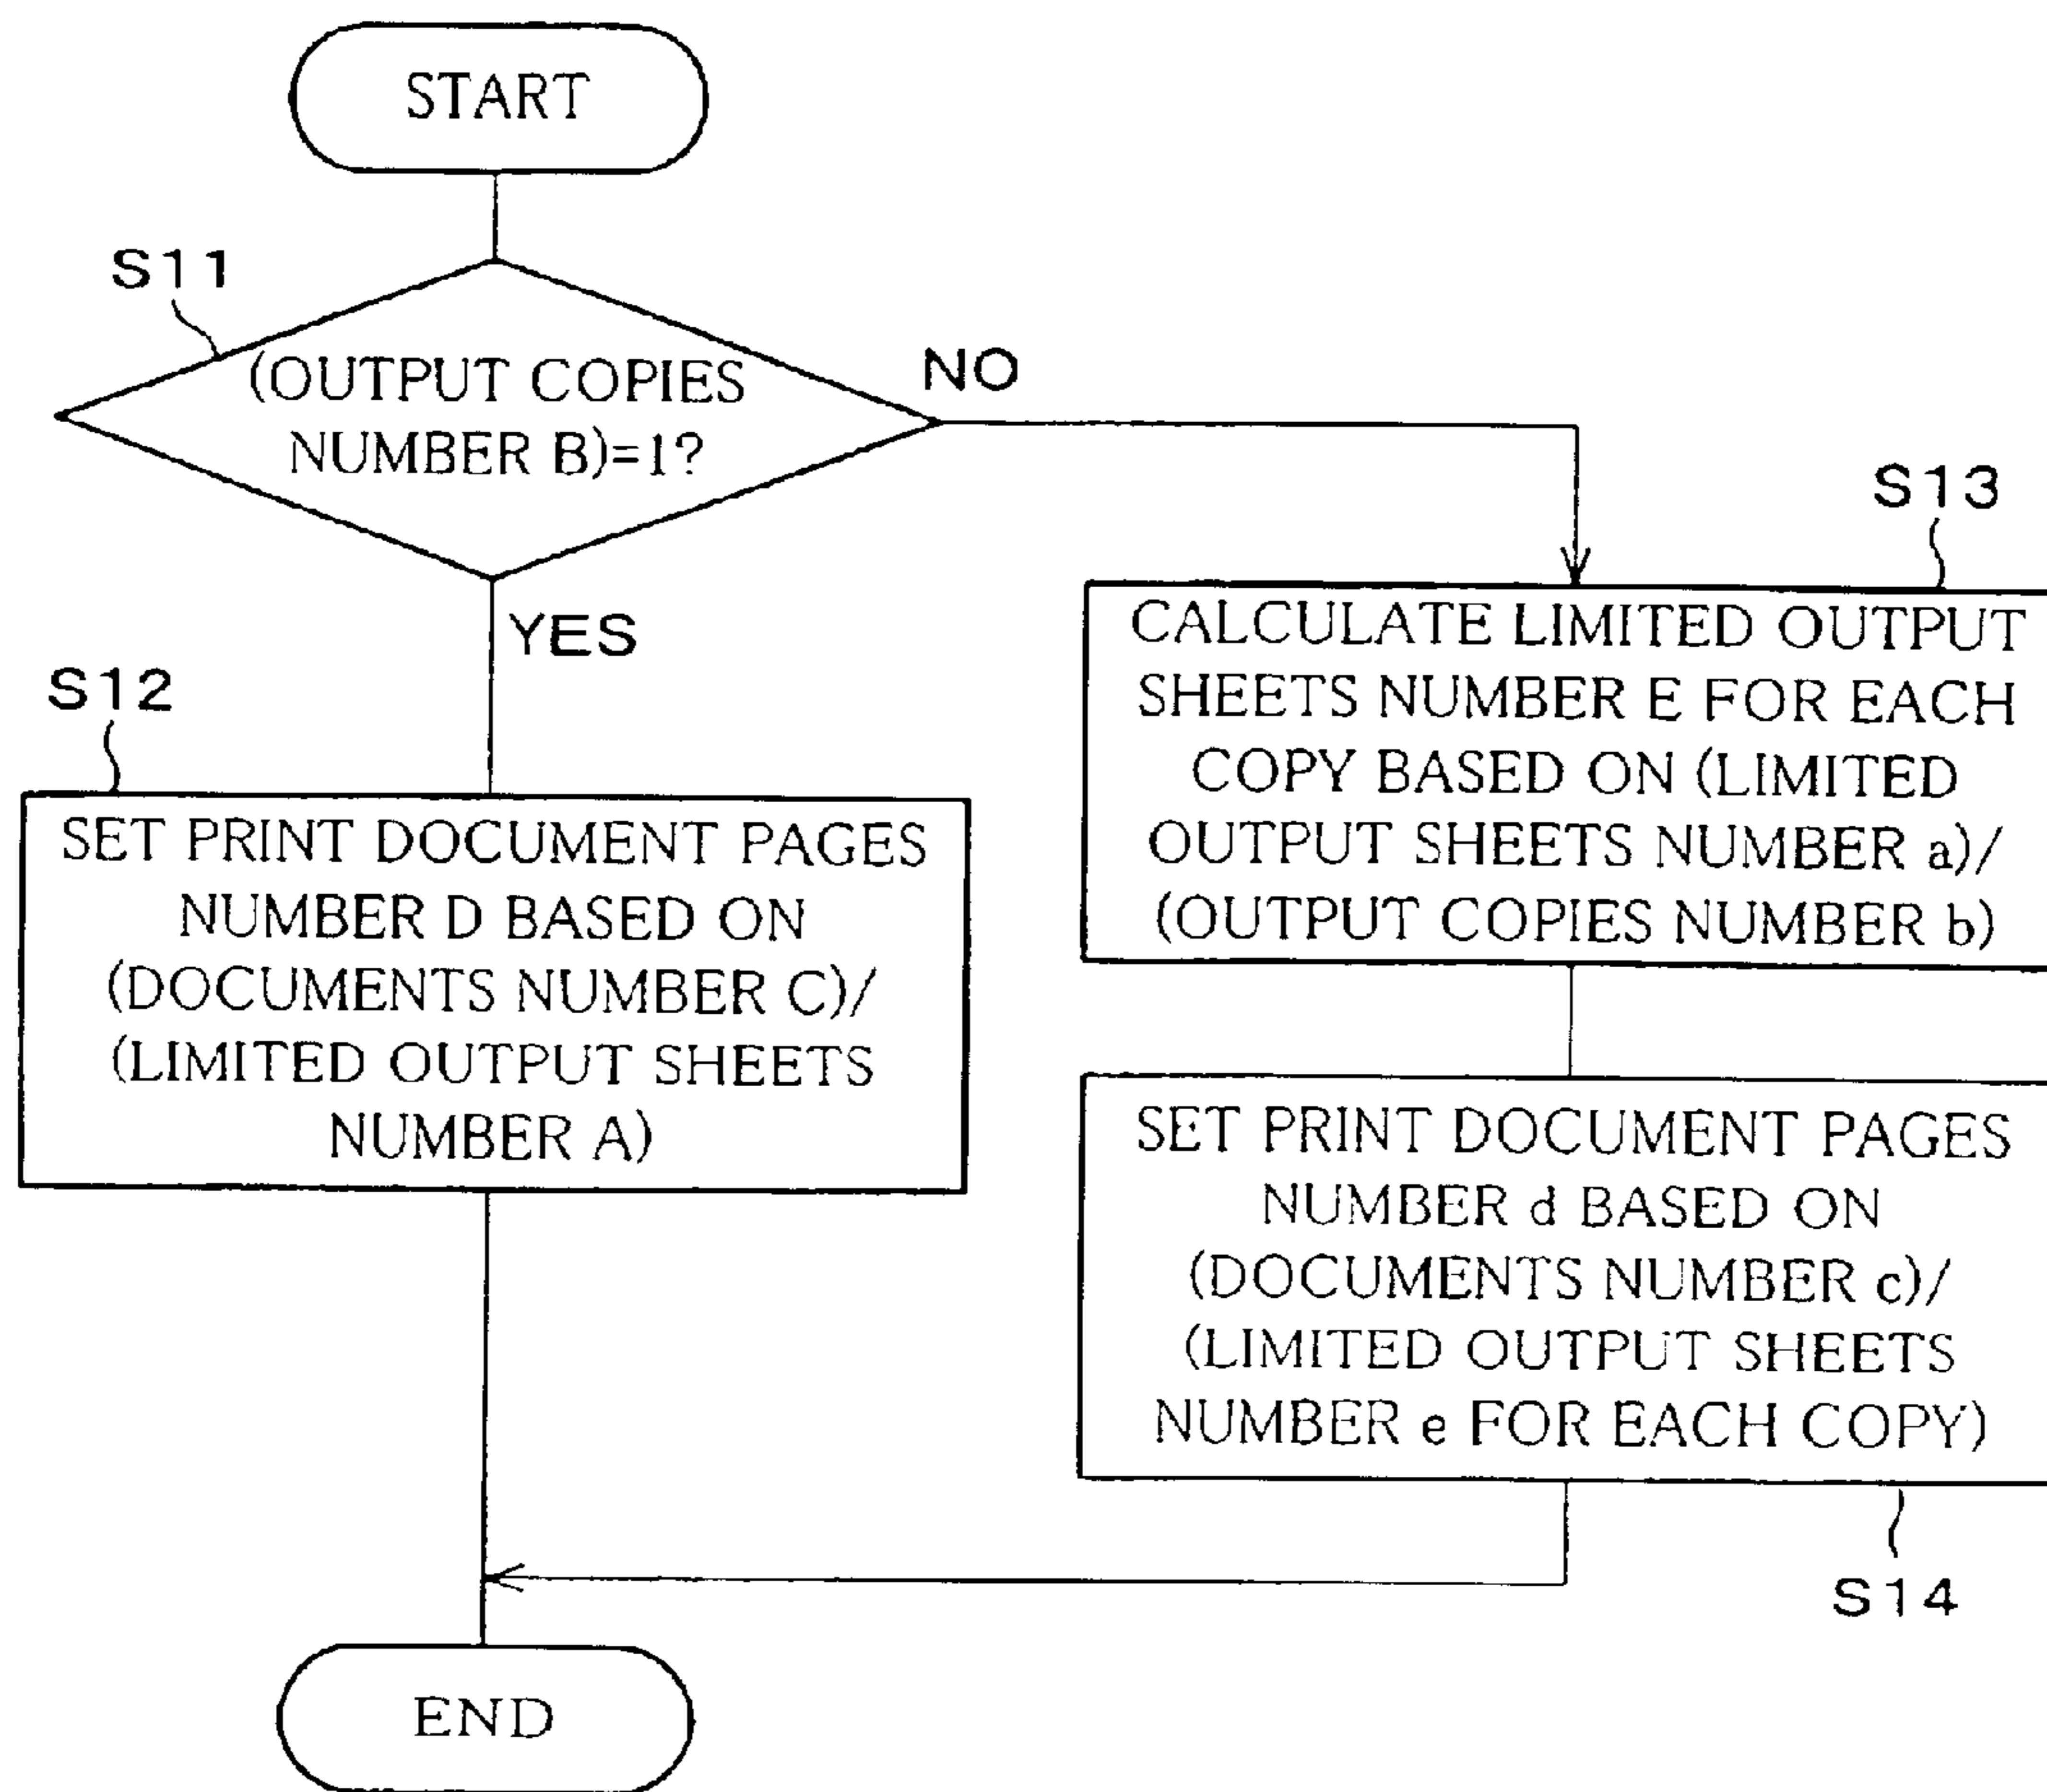 START
S11
(OUTPUT COPIES
NUMBER B)=1?
NO
YES
S12
SET PRINT DOCUMENT PAGES
NUMBER D BASED ON
(DOCUMENTS NUMBER C)/
(LIMITED OUTPUT SHEETS
NUMBER A)
S13
CALCULATE LIMITED OUTPUT
SHEETS NUMBER E FOR EACH
COPY BASED ON (LIMITED
OUTPUT SHEETS NUMBER a)/
(OUTPUT COPIES NUMBER b)
SET PRINT DOCUMENT PAGES
NUMBER d BASED ON
(DOCUMENTS NUMBER c)/
(LIMITED OUTPUT SHEETS
NUMBER e FOR EACH COPY)
S14
END